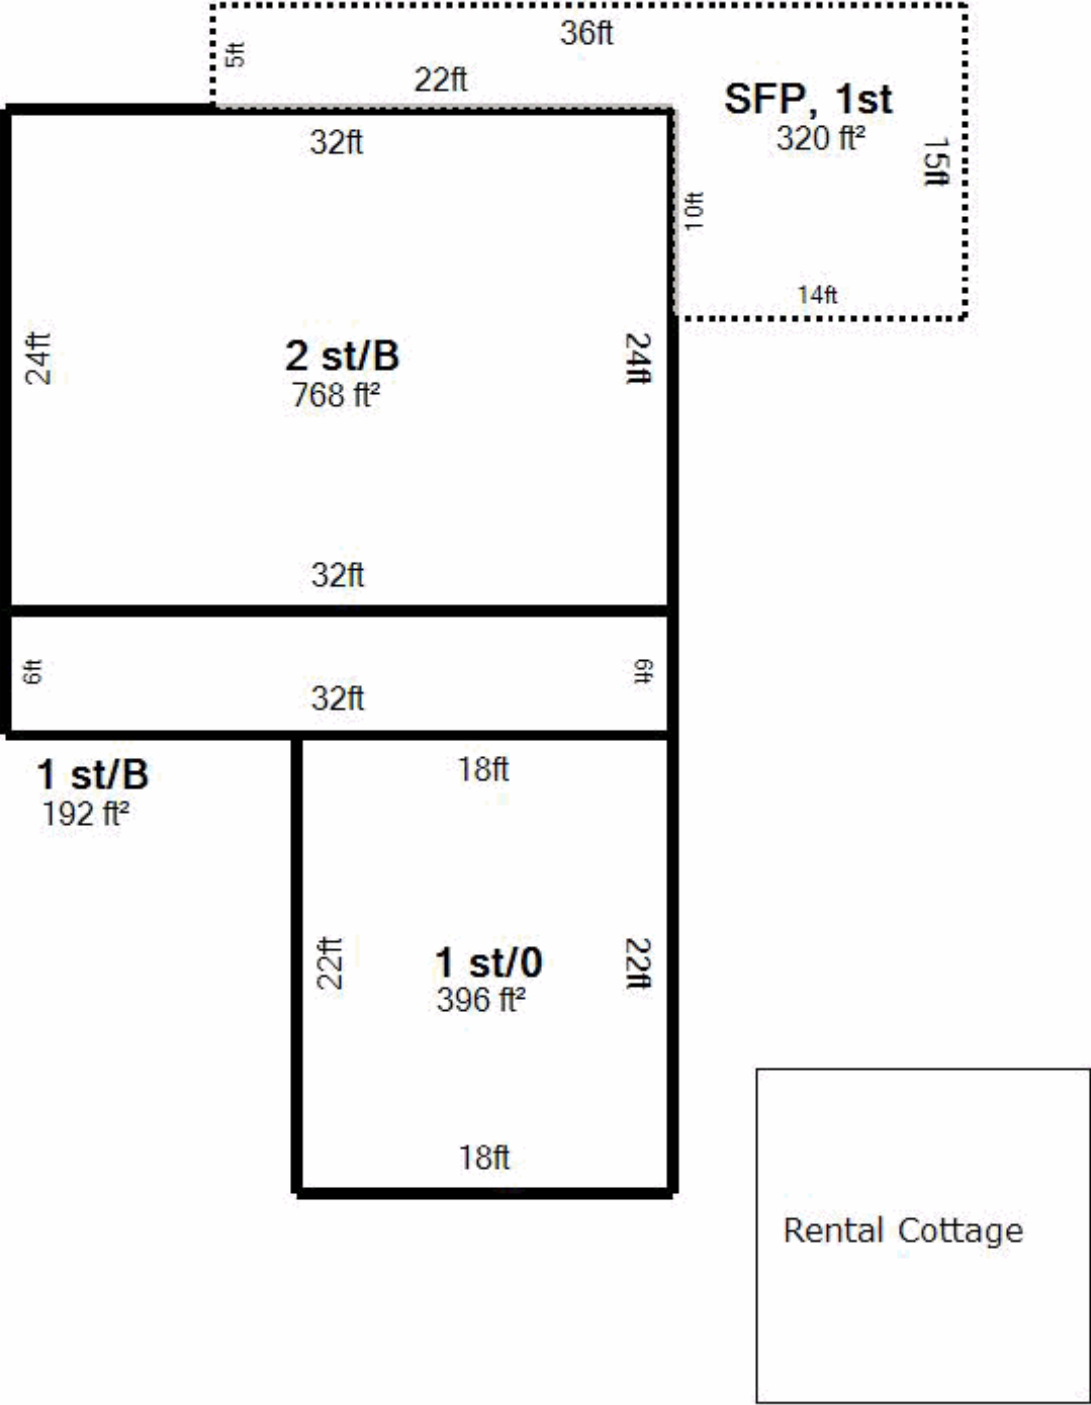 36ft
5ft
22ft
SFP, 1st
320 ft²
15ft
32ft
10ft
14ft
24ft
2 st/B
768 ft²
24ft
32ft
6ft
32ft
6ft
1 st/B
192 ft²
18ft
22ft
1 st/0
396 ft²
22ft
18ft
Rental Cottage